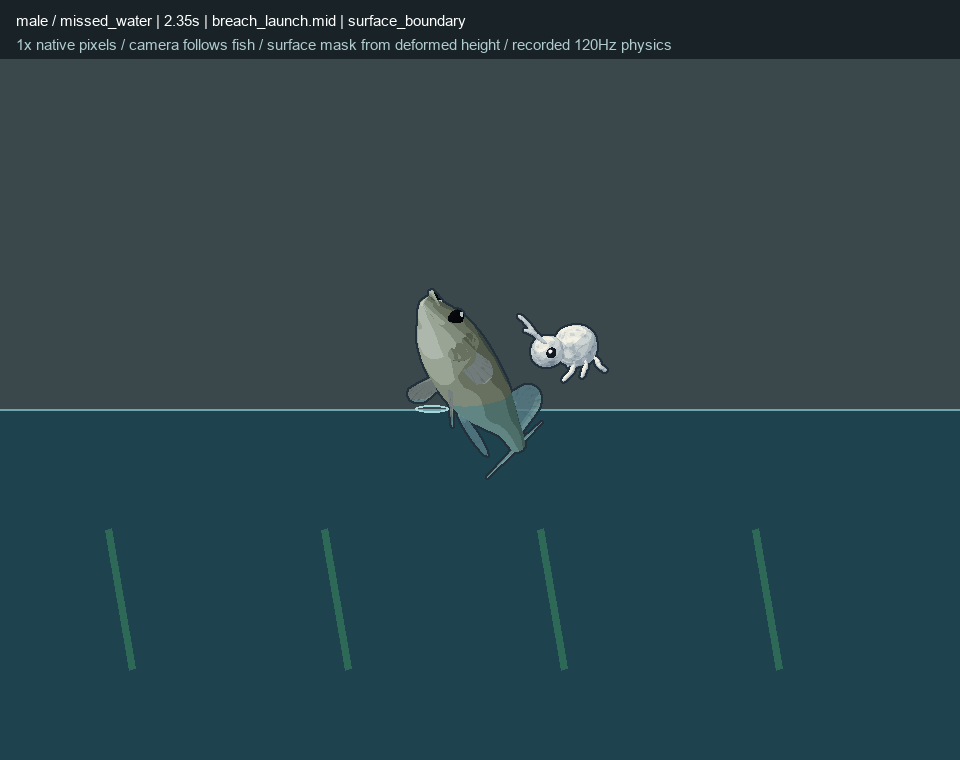 male / missed_water | 2.35s | breach_launch.mid | surface_boundary
1x native pixels / camera follows fish / surface mask from deformed height / recorded 120Hz physics